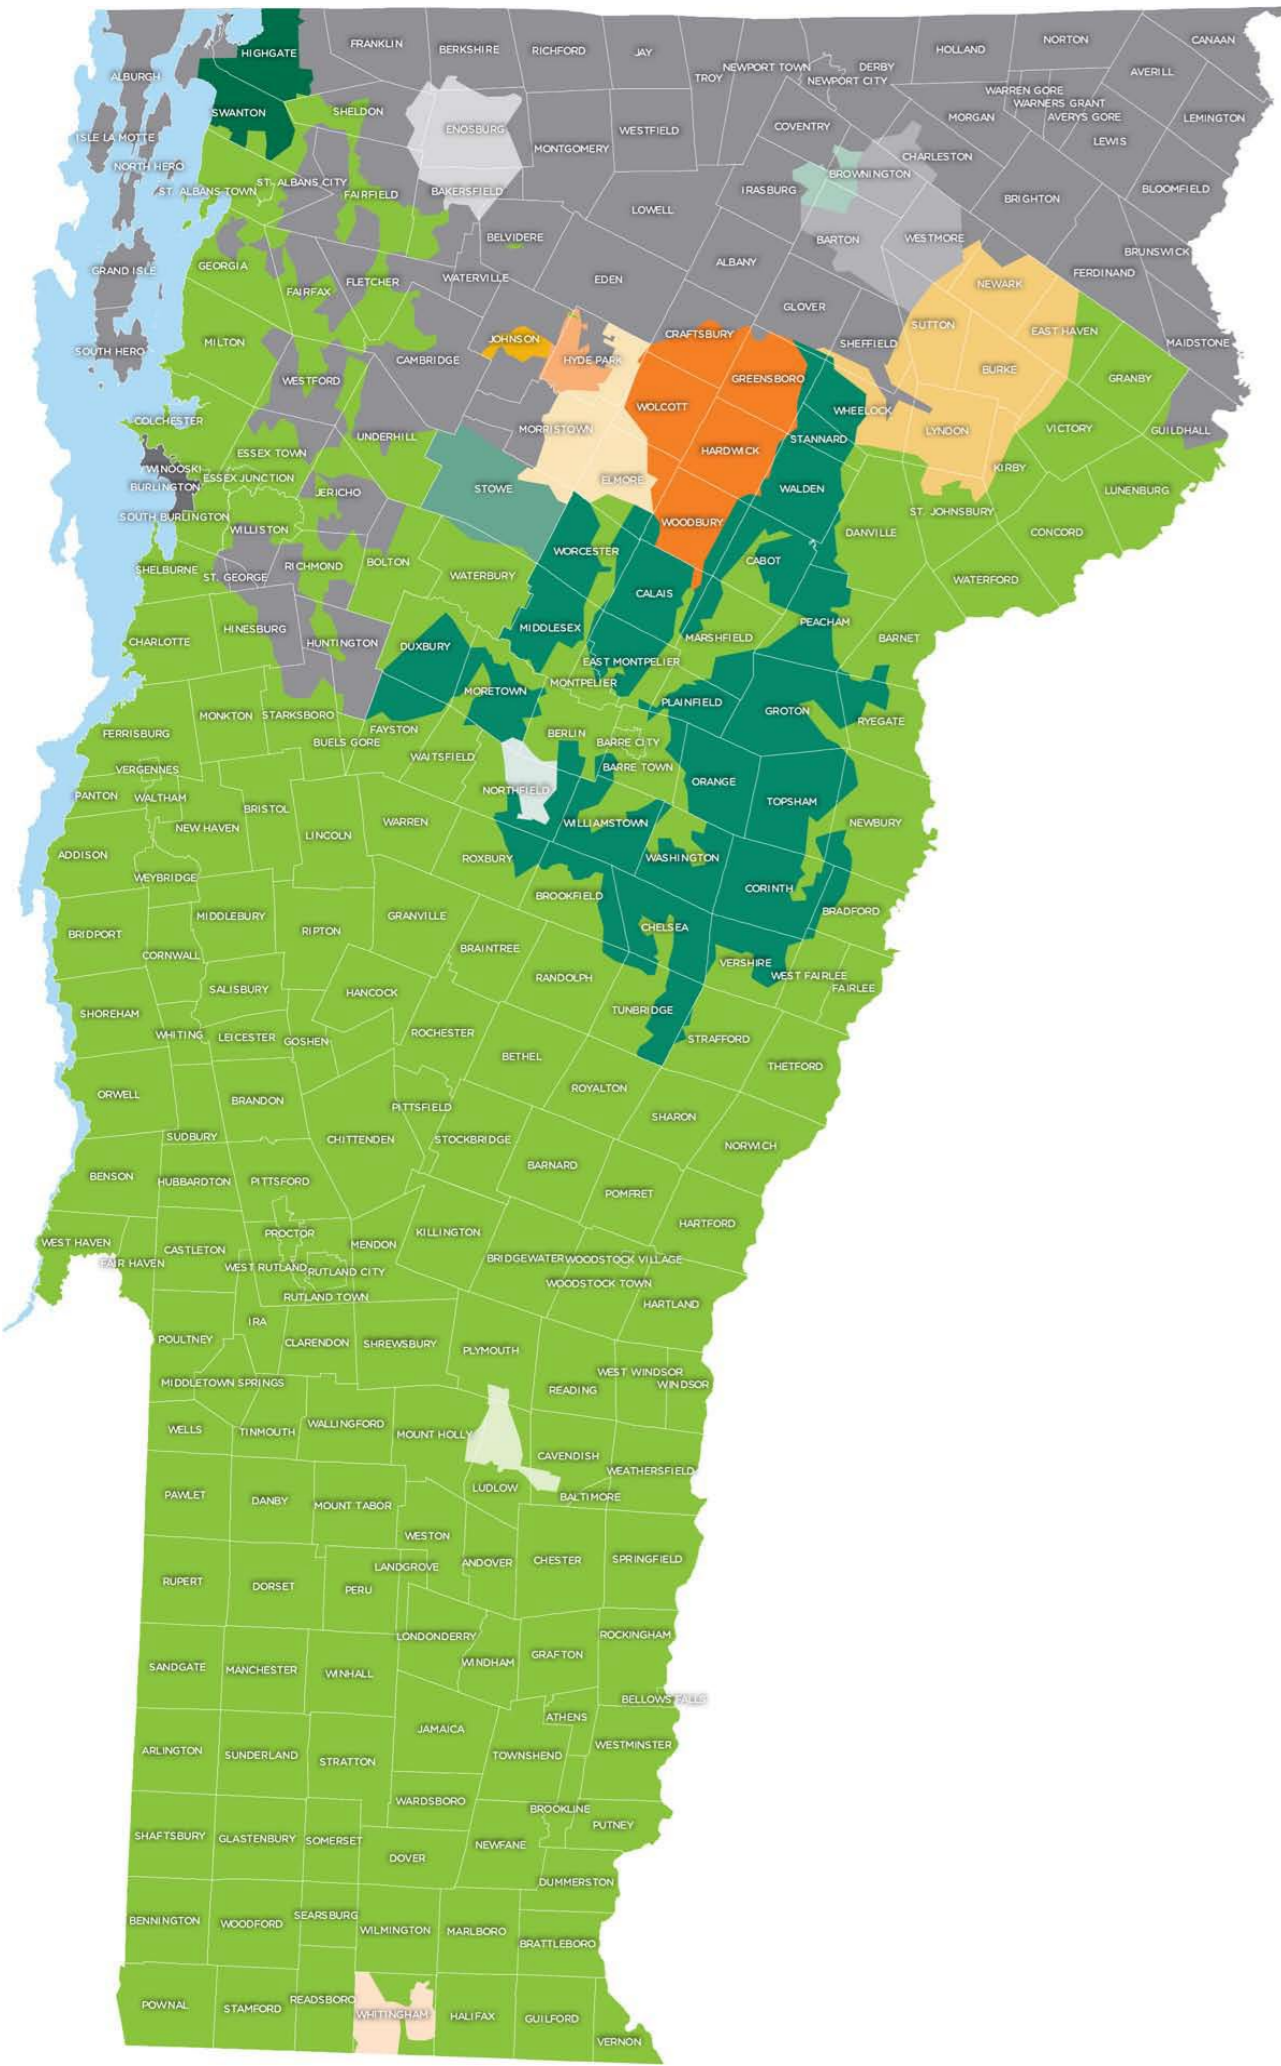 HIGHGATE
FRANKLIN
BERKSHIRE
RICHFORD
JAY
TROY
NEWPORT TOWN
NEWPORT CITY
DERBY
HOLLAND
NORTON
CANAAN
ALBURGH
AVERILL
WARREN GORE
WARNERS GRANT
AVERYS GORE
SWANTON
SHELDON
ENOSBURG
MONTGOMERY
WESTFIELD
COVENTRY
MORGAN
LEWIS
LEMINGTON
ISLE LA MOTTE
NORTH HERO
ST. ALBANS TOWN
ST. ALBANS CITY
FAIRFIELD
BAKERSFIELD
LOWELL
IRASBURG
BROWNINGTON
CHARLESTON
BRIGHTON
BLOOMFIELD
BELVIDERE
BARTON
WESTMORE
BRUNSWICK
FERDINAND
GRAND ISLE
GEORGIA
FAIRFAX
FLETCHER
WATERVILLE
EDEN
ALBANY
NEWARK
GLOVER
SOUTH HERO
MILTON
CAMBRIDGE
JOHNSON
HYDE PARK
CRAFTSBURY
SHEFFIELD
SUTTON
EAST HAVEN
MAIDSTONE
WESTFORD
GREENSBORO
BURKE
GRANBY
COLCHESTER
UNDERHILL
MORRISTOWN
WOLCOTT
HARDWICK
STANNARD
WHEELOCK
LYNDON
VICTORY
GUILDHALL
WINOOSKI
BURLINGTON
ESSEX TOWN
ESSEX JUNCTION
JERICHO
STOWE
ELMORE
WALDEN
KIRBY
LUNENBURG
SOUTH BURLINGTON
WILLISTON
WOODBURY
DANVILLE
ST. JOHNSBURY
CONCORD
SHELBURNE
ST. GEORGE
RICHMOND
BOLTON
WATERBURY
WORCESTER
CALAIS
CABOT
WATERFORD
CHARLOTTE
HINESBURG
HUNTINGTON
DUXBURY
MIDDLESEX
EAST MONTPELIER
MARSHFIELD
PEACHAM
BARNET
MORETOWN
MONTPELIER
PLAINFIELD
GROTON
RYEGATE
FERRISBURG
MONKTON
STARKSBORO
BUELS GORE
FAYSTON
WAITSFIELD
BERLIN
BARRE CITY
BARRE TOWN
VERGENNES
PANTON
WALTHAM
NEW HAVEN
BRISTOL
LINCOLN
WARREN
NORTHFIELD
WILLIAMSTOWN
ORANGE
TOPSHAM
NEWBURY
ADDISON
WEYBRIDGE
ROXBURY
WASHINGTON
BRIDPORT
MIDDLEBURY
RIPTON
GRANVILLE
BROOKFIELD
CHELSEA
CORINTH
BRADFORD
CORNWALL
BRAINTREE
RANDOLPH
VERSHIRE
WEST FAIRLEE
FAIRLEE
SALISBURY
HANCOCK
SHOREHAM
WHITING
LEICESTER
GOSHEN
ROCHESTER
TUNBRIDGE
STRAFFORD
BETHEL
THETFORD
ORWELL
BRANDON
PITTSFIELD
ROYALTON
SHARON
SUDBURY
CHITTENDEN
STOCKBRIDGE
NORWICH
BENSON
HUBBARDTON
PITTSFORD
BARNARD
POMFRET
WEST HAVEN
FAIR HAVEN
CASTLETON
PROCTOR
MENDON
KILLINGTON
HARTFORD
WEST RUTLAND
RUTLAND CITY
RUTLAND TOWN
BRIDGEWATER
WOODSTOCK VILLAGE
WOODSTOCK TOWN
HARTLAND
POULTNEY
IRA
CLARENDON
SHREWSBURY
PLYMOUTH
MIDDLETOWN SPRINGS
READING
WEST WINDSOR
WINDSOR
WELLS
TINMOUTH
WALLINGFORD
MOUNT HOLLY
CAVENDISH
WEATHERSFIELD
PAWLET
DANBY
MOUNT TABOR
LUDLOW
BALTIMORE
WESTON
RUPERT
DORSET
PERU
LANDGROVE
ANDOVER
CHESTER
SPRINGFIELD
LONDONDERRY
SANDGATE
MANCHESTER
WINHALL
WINDHAM
GRAFTON
ROCKINGHAM
BELLOWS FALLS
ATHENS
ARLINGTON
SUNDERLAND
STRATTON
JAMAICA
TOWNSHEND
WESTMINSTER
WARDSBORO
BROOKLINE
PUTNEY
SHAFTSBURY
GLASTENBURY
SOMERSET
DOVER
NEWFANE
DUMMERSTON
BENNINGTON
WOODFORD
SEARSBURG
WILMINGTON
MARLBORO
BRATTLEBORO
POWNAL
STAMFORD
READSBORO
WHITINGHAM
HALIFAX
GUILFORD
VERNON